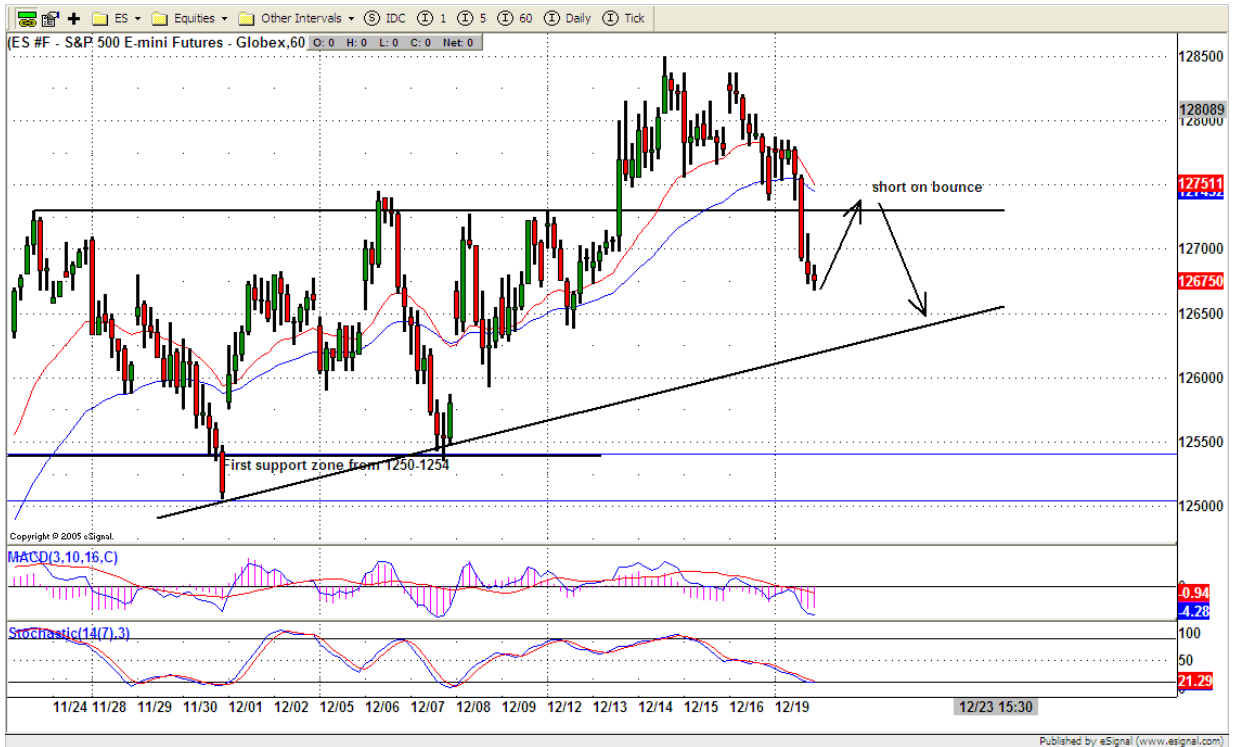 ES Equities Other Intervals IDC 1 5 60 Daily Tick
(ES #F - S&P 500 E-mini Futures - Globex,60 O: 0 H: 0 L: 0 C: 0 Net: 0
128500
128089
128000
127511
short on bounce
127000
126750
126500
126000
125500
First support zone from 1250-1254
125000
Copyright © 2005 eSignal.
MACD(3,10,16,C)
0
-0.94
-4.28
Stochastic(14(7),3)
100
50
21.29
11/24 11/28 11/29 11/30 12/01 12/02 12/05 12/06 12/07 12/08 12/09 12/12 12/13 12/14 12/15 12/16 12/19 12/23 15:30
Published by eSignal (www.esignal.com)